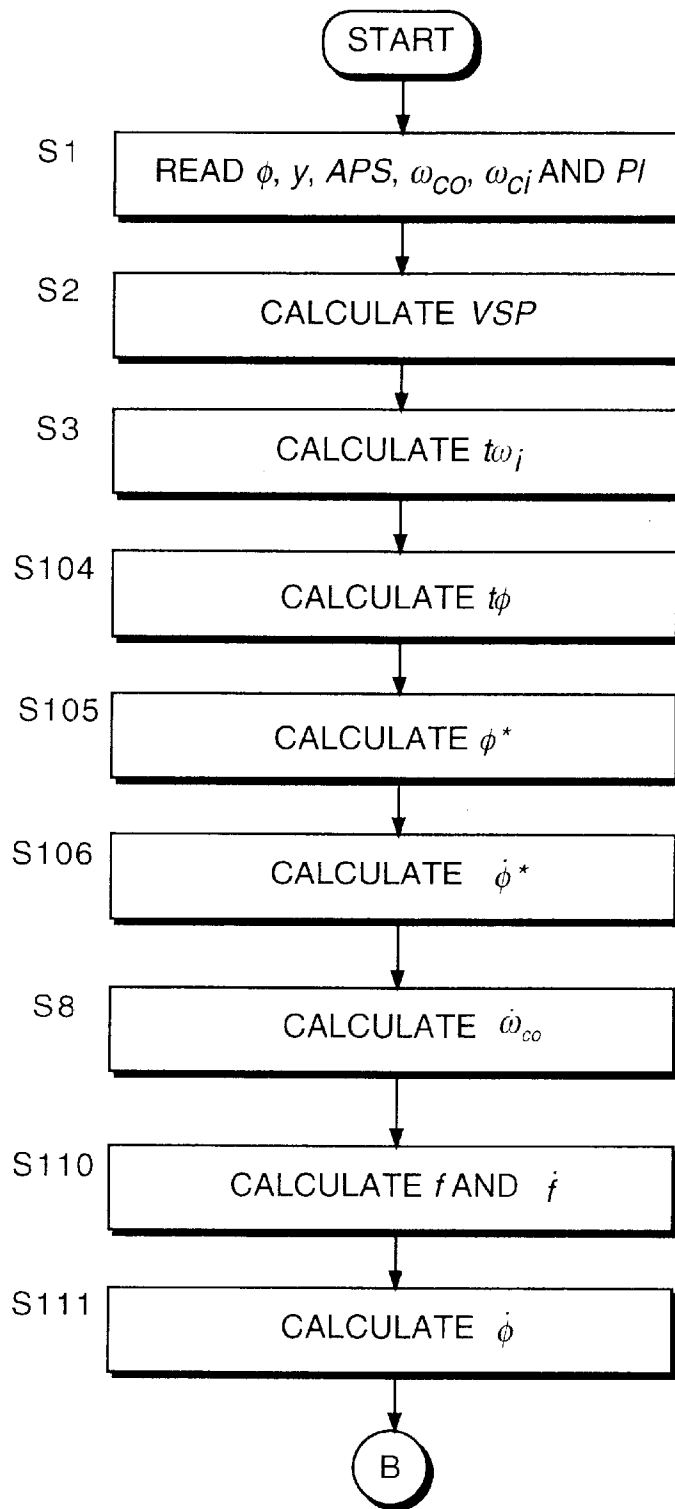 START
S1
READ ϕ, y, APS, ω_co, ω_ci AND PI
S2
CALCULATE VSP
S3
CALCULATE tω_i
S104
CALCULATE tϕ
S105
CALCULATE ϕ*
S106
CALCULATE ϕ̇*
S8
CALCULATE ω̇_co
S110
CALCULATE f AND ḟ
S111
CALCULATE ϕ̇
B